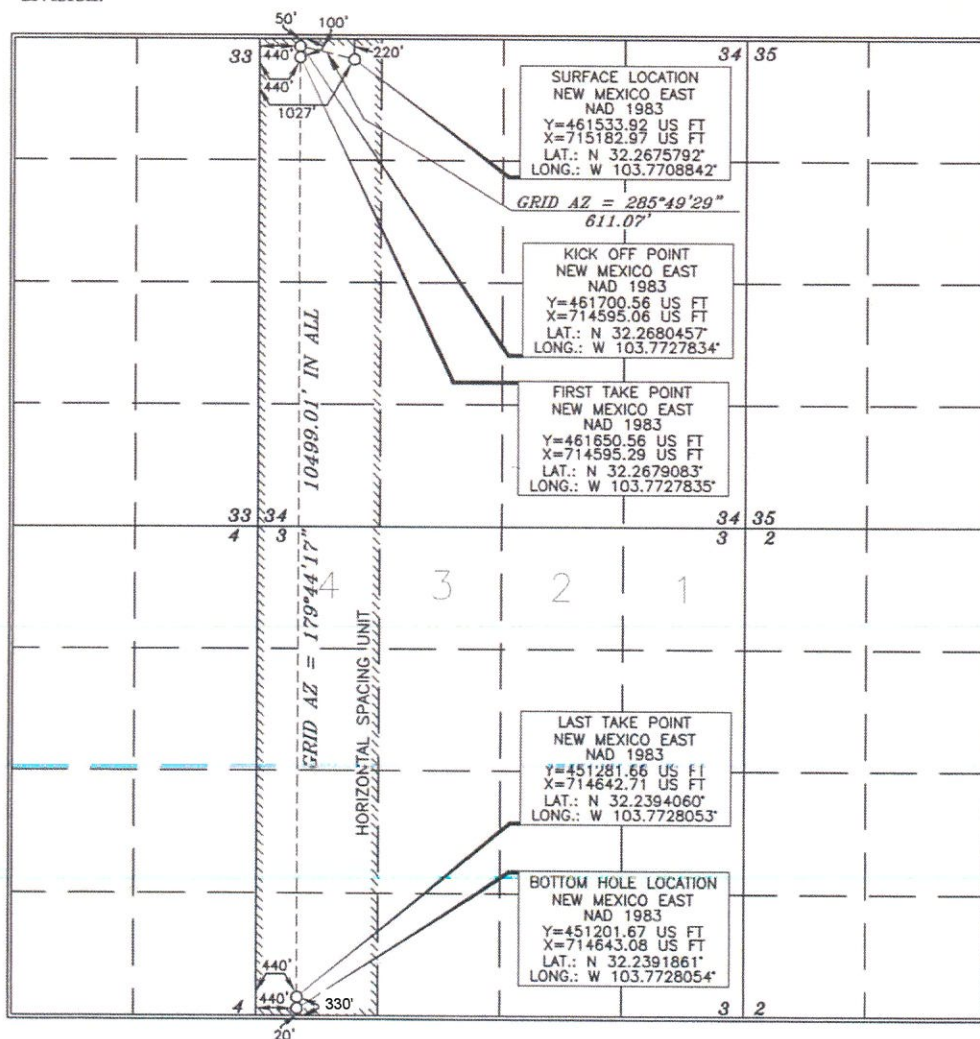 50'
100'
33
440'
220'
34
35
440'
1027'
SURFACE LOCATION
NEW MEXICO EAST
NAD 1983
Y=461533.92 US FT
X=715182.97 US FT
LAT.: N 32.2675792°
LONG.: W 103.7708842°
GRID AZ = 285°49'29"
611.07'
KICK OFF POINT
NEW MEXICO EAST
NAD 1983
Y=461700.56 US FT
X=714595.06 US FT
LAT.: N 32.2680457°
LONG.: W 103.7727834°
FIRST TAKE POINT
NEW MEXICO EAST
NAD 1983
Y=461650.56 US FT
X=714595.29 US FT
LAT.: N 32.2679083°
LONG.: W 103.7727835°
GRID AZ = 179°44'17" 10499.01' IN ALL
33 34
4 3
34 35
3 2
4
3
2
1
HORIZONTAL SPACING UNIT
LAST TAKE POINT
NEW MEXICO EAST
NAD 1983
Y=451281.66 US FT
X=714642.71 US FT
LAT.: N 32.2394060°
LONG.: W 103.7728053°
BOTTOM HOLE LOCATION
NEW MEXICO EAST
NAD 1983
Y=451201.67 US FT
X=714643.08 US FT
LAT.: N 32.2391861°
LONG.: W 103.7728054°
440'
440'
330'
4
3
2
20'